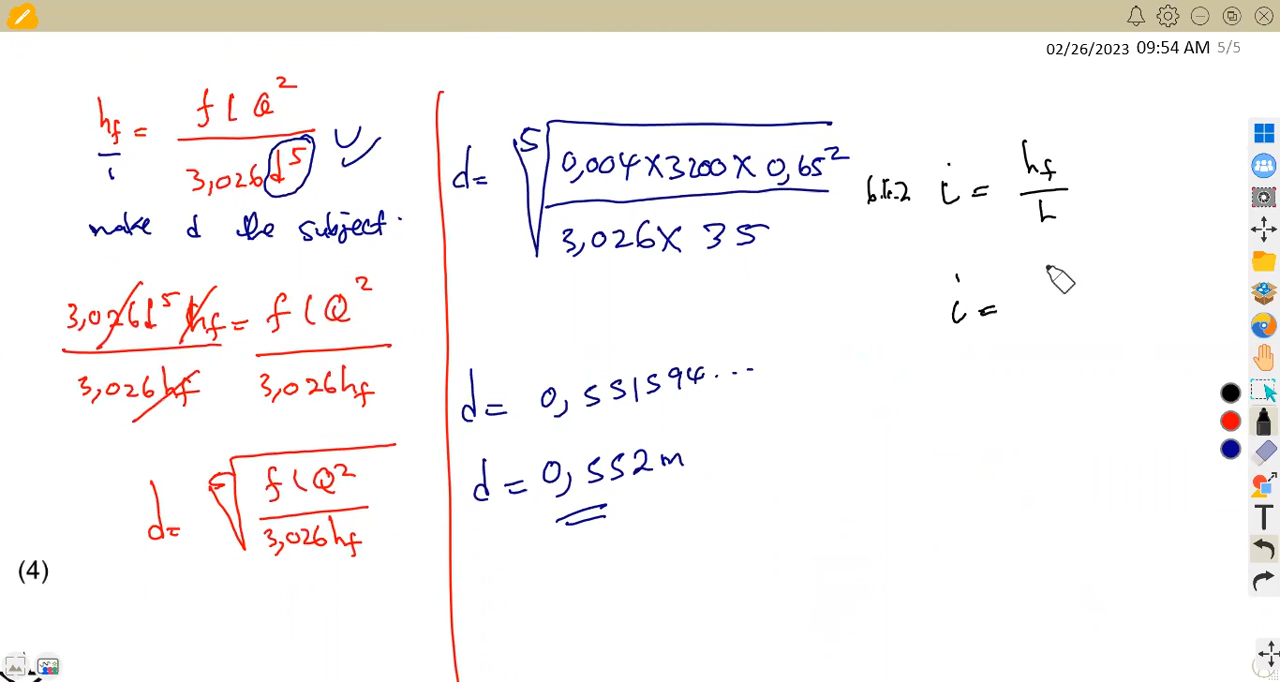 02/26/2023 09:54 AM 5/5
hf = f l Q² / 3,026 d⁵
i
make d the subject.
3,026 d⁵ hf / 3,026 hf = f l Q² / 3,026 hf
d = ⁵√(f l Q² / 3,026 hf)
(4)
d = ⁵√(0,004 × 3200 × 0,65² / 3,026 × 35)
d = 0,551594...
d = 0,552 m
i = hf / L
i =
T